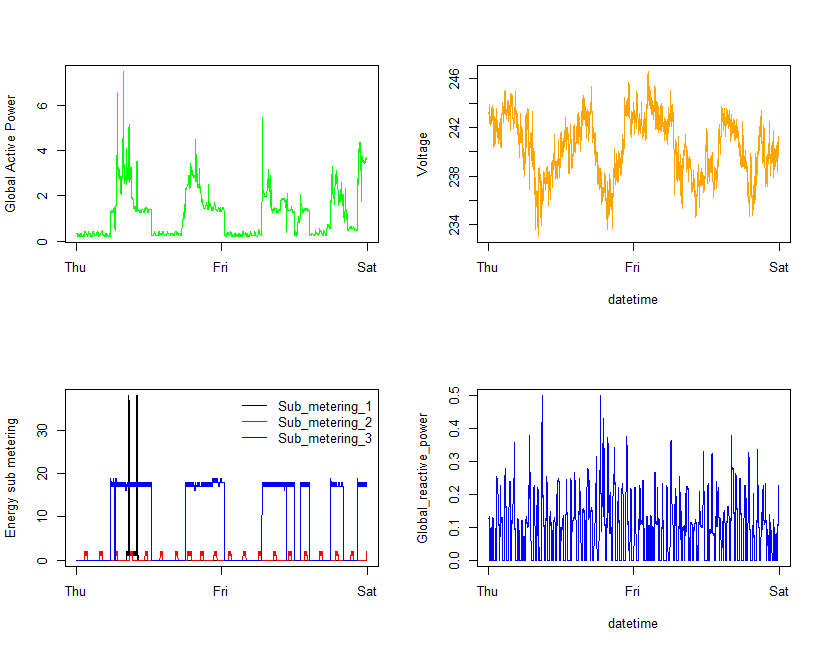 Global Active Power
0
2
4
6
Thu
Fri
Sat
Voltage
234
238
242
246
Thu
Fri
Sat
datetime
Energy sub metering
0
10
20
30
Sub_metering_1
Sub_metering_2
Sub_metering_3
Thu
Fri
Sat
Global_reactive_power
0.0
0.1
0.2
0.3
0.4
0.5
Thu
Fri
Sat
datetime